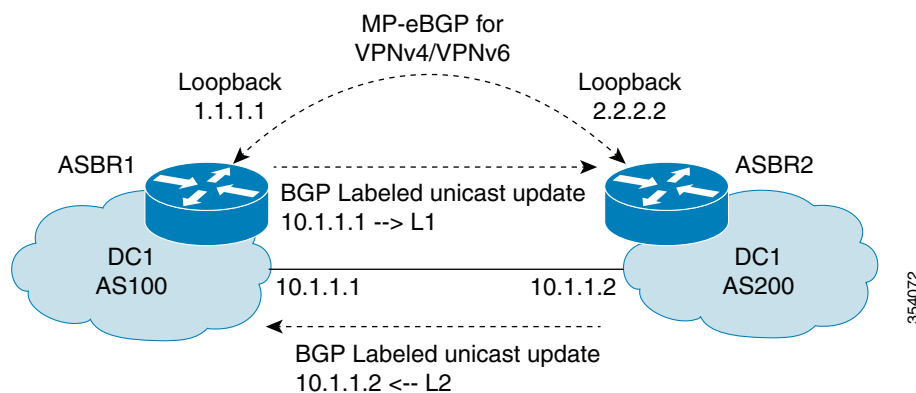 MP-eBGP for
VPNv4/VPNv6
Loopback
1.1.1.1
Loopback
2.2.2.2
ASBR1
ASBR2
BGP Labeled unicast update
10.1.1.1 --> L1
DC1
AS100
DC1
AS200
10.1.1.1
10.1.1.2
BGP Labeled unicast update
10.1.1.2 <-- L2
354072